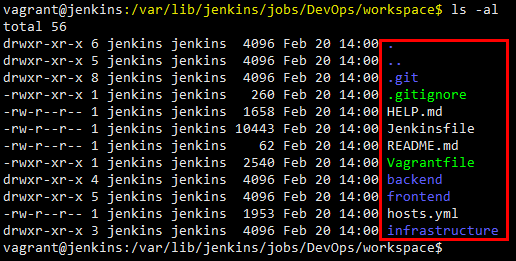 vagrant@jenkins:/var/lib/jenkins/jobs/DevOps/workspace$ ls -al
total 56
drwxr-xr-x 6 jenkins jenkins  4096 Feb 20 14:00 .
drwxr-xr-x 5 jenkins jenkins  4096 Feb 20 14:00 ..
drwxr-xr-x 8 jenkins jenkins  4096 Feb 20 14:00 .git
-rwxr-xr-x 1 jenkins jenkins   260 Feb 20 14:00 .gitignore
-rw-r--r-- 1 jenkins jenkins  1658 Feb 20 14:00 HELP.md
-rw-r--r-- 1 jenkins jenkins 10443 Feb 20 14:00 Jenkinsfile
-rw-r--r-- 1 jenkins jenkins    62 Feb 20 14:00 README.md
-rwxr-xr-x 1 jenkins jenkins  2540 Feb 20 14:00 Vagrantfile
drwxr-xr-x 4 jenkins jenkins  4096 Feb 20 14:00 backend
drwxr-xr-x 5 jenkins jenkins  4096 Feb 20 14:00 frontend
-rw-r--r-- 1 jenkins jenkins  1953 Feb 20 14:00 hosts.yml
drwxr-xr-x 3 jenkins jenkins  4096 Feb 20 14:00 infrastructure
vagrant@jenkins:/var/lib/jenkins/jobs/DevOps/workspace$